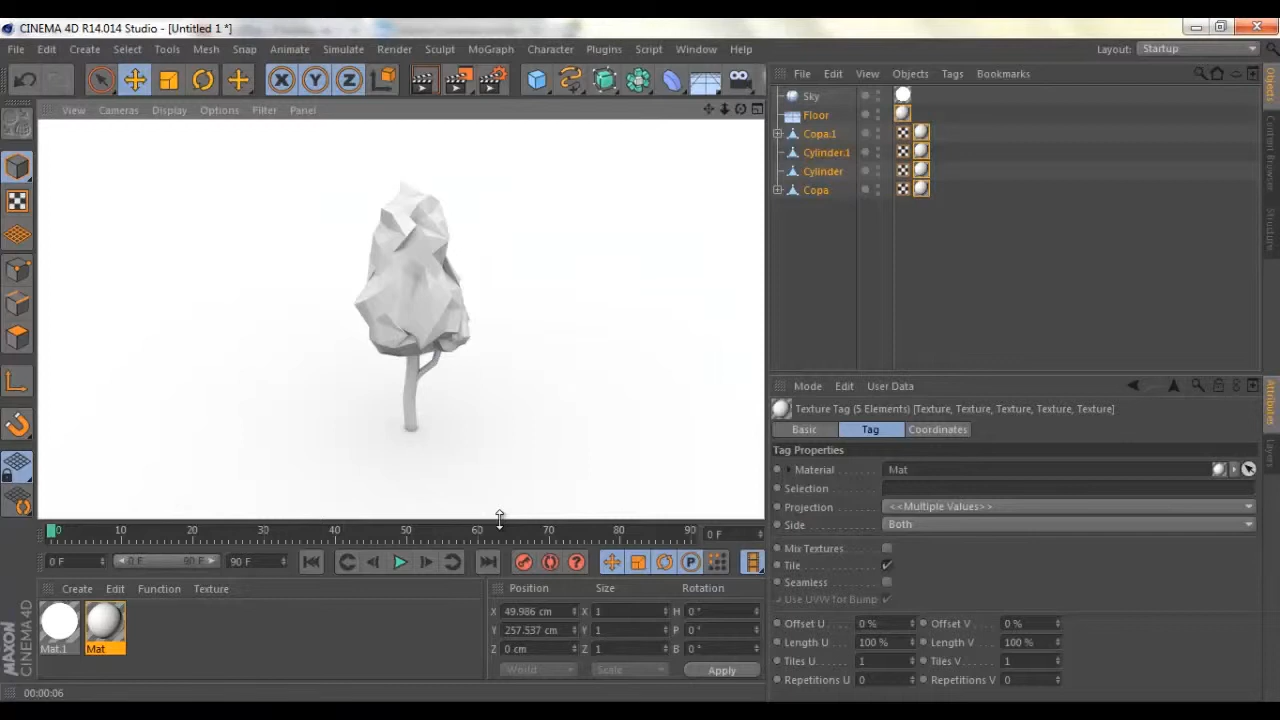 CINEMA 4D R14.014 Studio - [Untitled 1 *]
File Edit Create Select Tools Mesh Snap Animate Simulate Render Sculpt MoGraph Character Plugins Script Window Help
Layout: Startup
View Cameras Display Options Filter Panel
File Edit View Objects Tags Bookmarks
Sky
Floor
Copa.1
Cylinder.1
Cylinder
Copa
Objects
Content Browser
Structure
Mode Edit User Data
Texture Tag (5 Elements) [Texture, Texture, Texture, Texture, Texture]
Basic Tag Coordinates
Tag Properties
Material Mat
Selection
Projection <<Multiple Values>>
Side Both
Mix Textures
Tile
Seamless
Use UVW for Bump
Offset U 0 % Offset V 0 %
Length U 100 % Length V 100 %
Tiles U 1 Tiles V 1
Repetitions U 0 Repetitions V 0
Attributes
Layers
0 10 20 30 40 50 60 70 80 90 0 F
0 F 0 F 90 F 90 F
P
Create Edit Function Texture
Mat.1 Mat
Position Size Rotation
X 49.986 cm X 1 H 0 °
Y 257.537 cm Y 1 P 0 °
Z 0 cm Z 1 B 0 °
World Scale Apply
MAXON
CINEMA 4D
00:00:06